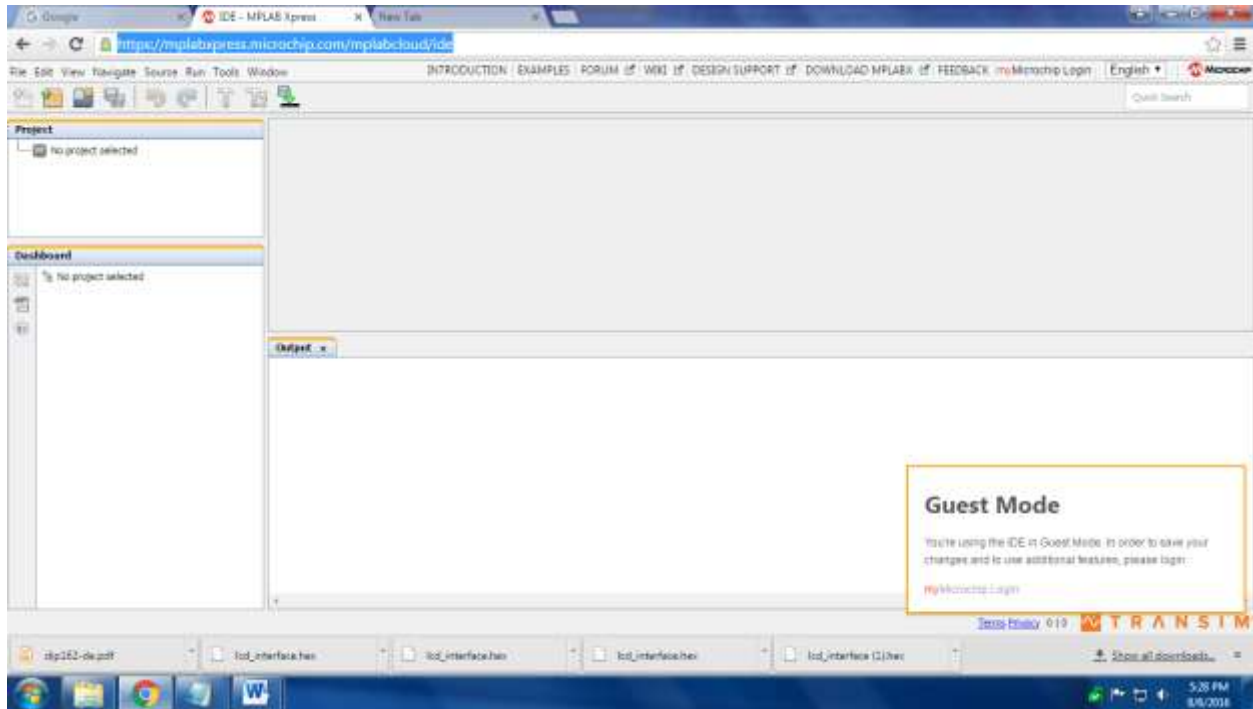 Google
IDE - MPLAB Xpress
New Tab
https://mplabxpress.microchip.com/mplabcloud/ide
File Edit View Navigate Source Run Tools Window
INTRODUCTION EXAMPLES FORUM WIKI DESIGN SUPPORT DOWNLOAD MPLABX FEEDBACK myMicrochip Login English MICROCHIP
Quick Search
Project
No project selected
Dashboard
No project selected
Output x
Guest Mode
You're using the IDE in Guest Mode. In order to save your
changes and to use additional features, please login
myMicrochip Login
Terms Privacy
TRANSIM
lcd_interface.hex
lcd_interface.hex
lcd_interface.hex
lcd_interface (2).hex
Show all downloads...
W
5:28 PM